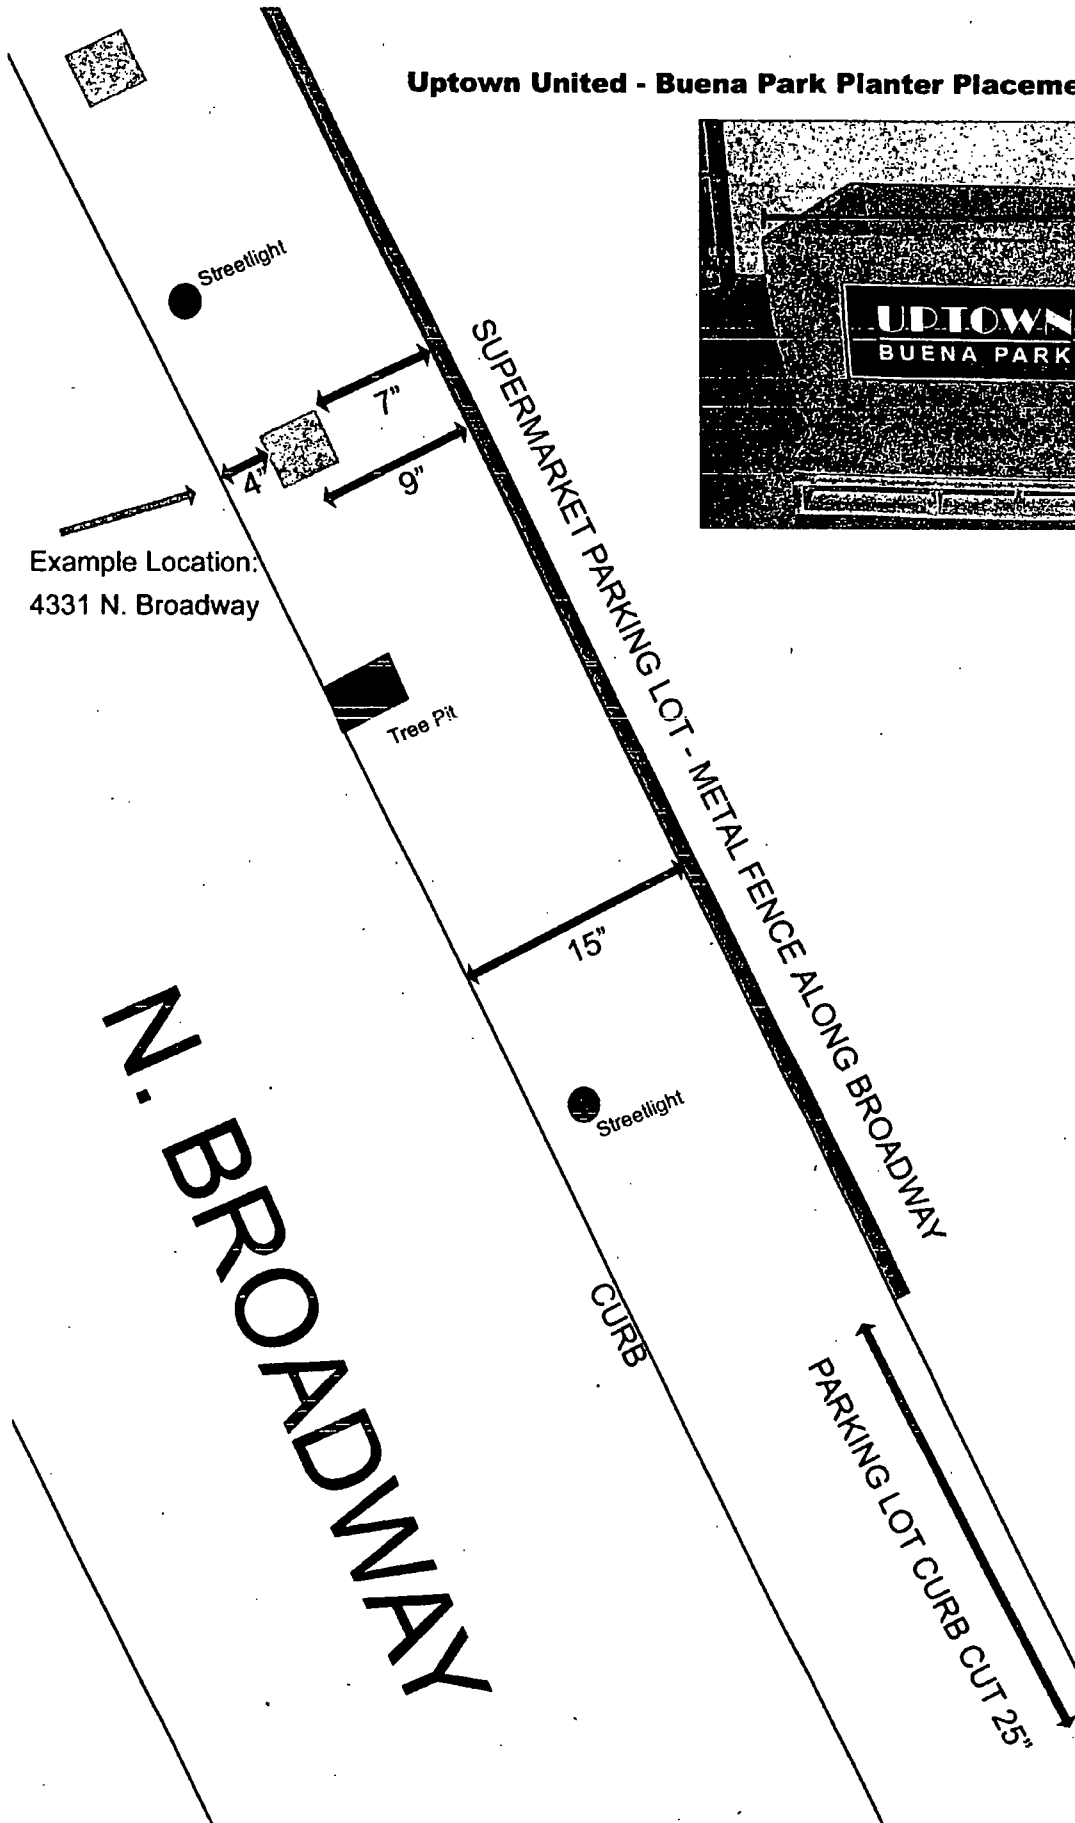 Uptown United - Buena Park Planter Placeme
UPTOWN
BUENA PARK
Streetlight
7"
9"
4"
SUPERMARKET PARKING LOT - METAL FENCE ALONG BROADWAY
Example Location:
4331 N. Broadway
Tree Pit
15"
N. BROADWAY
Streetlight
CURB
PARKING LOT CURB CUT 25"